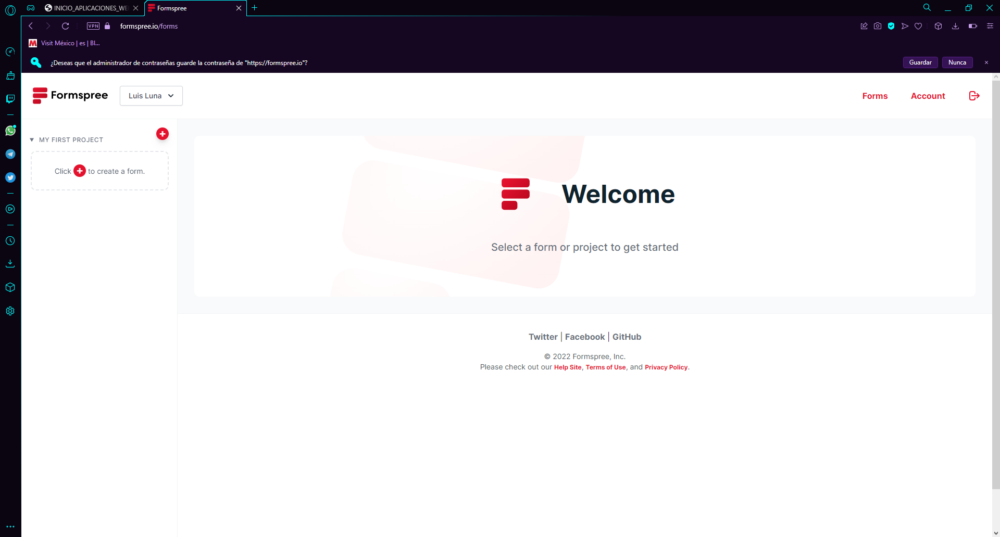 INICIO_APLICACIONES_WE
Formspree
VPN
formspree.io/forms
Visit México | es | Bl...
¿Deseas que el administrador de contraseñas guarde la contraseña de "https://formspree.io"?
Guardar
Nunca
Formspree
Luis Luna
Forms
Account
MY FIRST PROJECT
Click + to create a form.
Welcome
Select a form or project to get started
Twitter | Facebook | GitHub
© 2022 Formspree, Inc.
Please check out our Help Site, Terms of Use, and Privacy Policy.